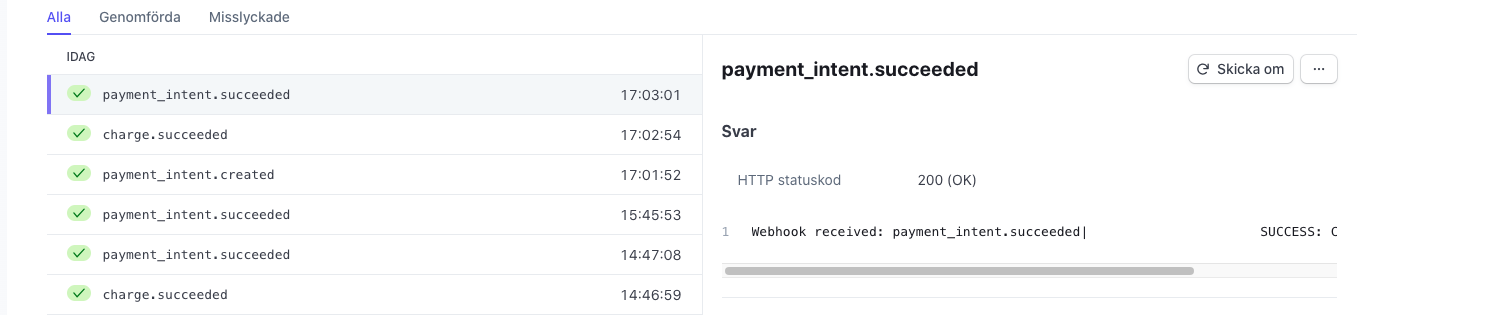 Alla Genomförda Misslyckade
IDAG
payment_intent.succeeded 17:03:01
charge.succeeded 17:02:54
payment_intent.created 17:01:52
payment_intent.succeeded 15:45:53
payment_intent.succeeded 14:47:08
charge.succeeded 14:46:59
payment_intent.succeeded
Skicka om
...
Svar
HTTP statuskod 200 (OK)
1 Webhook received: payment_intent.succeeded| SUCCESS: C